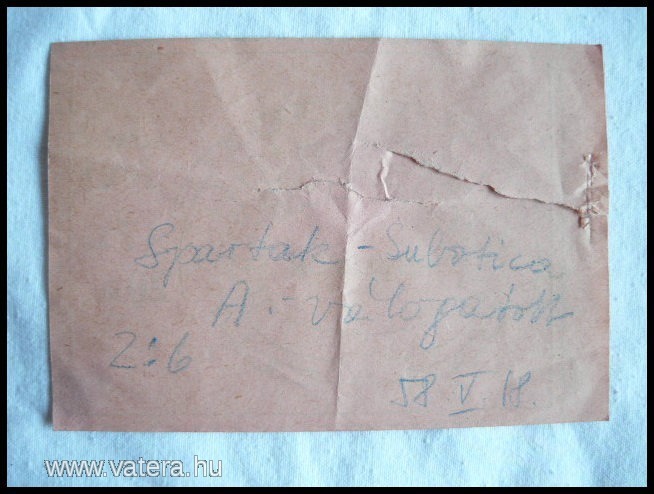 Spartak - Subotica
A. - válogatott
2:6
58 V. 18.
www.vatera.hu